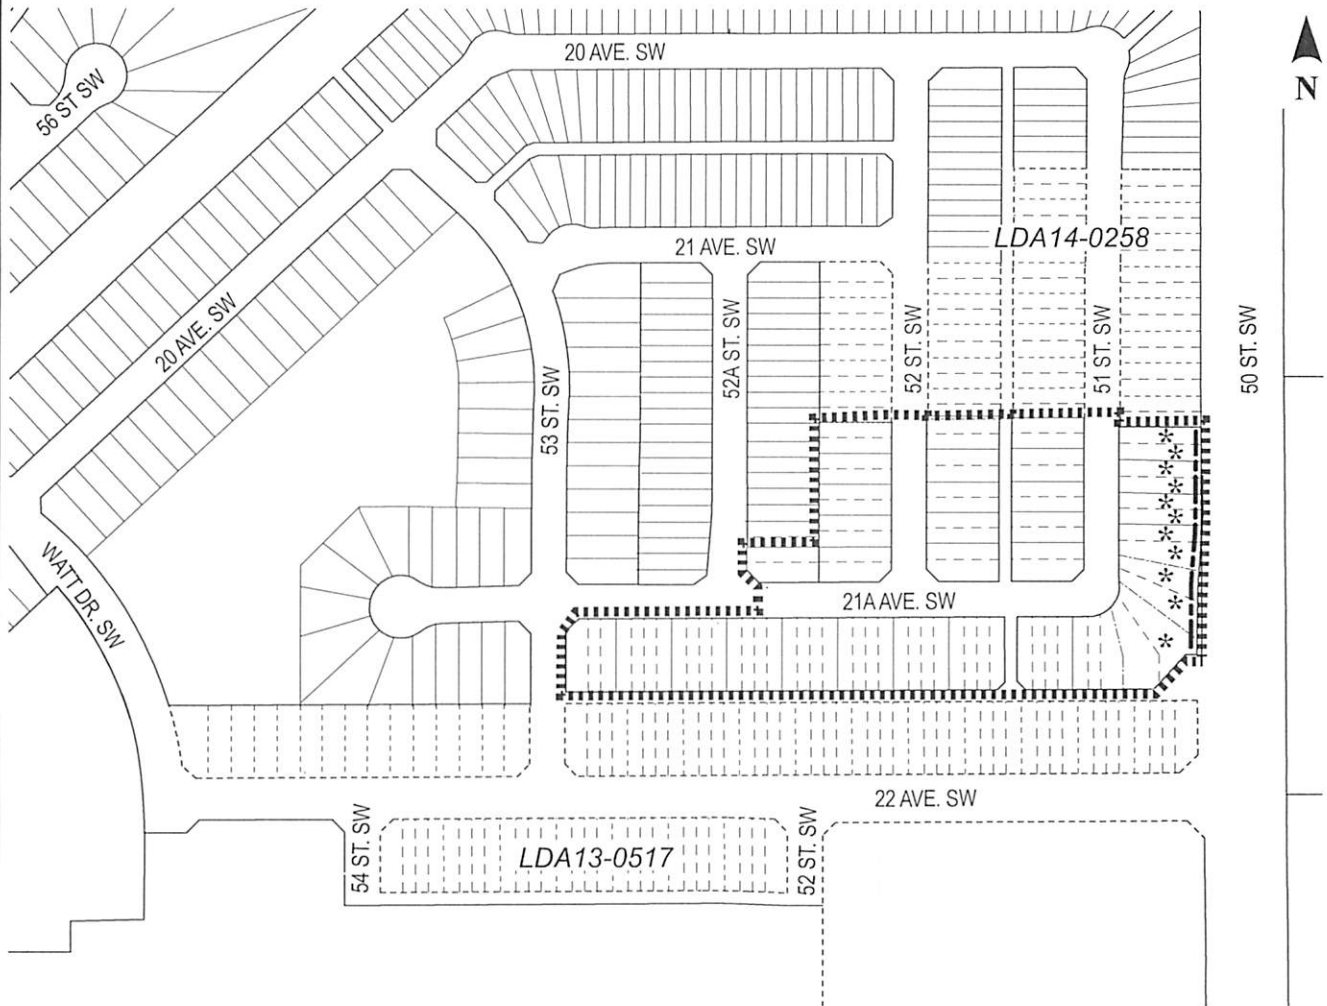 20 AVE. SW
56 ST SW
N
LDA14-0258
21 AVE. SW
20 AVE. SW
52A ST. SW
52 ST. SW
51 ST. SW
50 ST. SW
53 ST. SW
*
*
*
*
*
*
*
*
*
*
*
WATT DR. SW
21A AVE. SW
22 AVE. SW
54 ST. SW
LDA13-0517
52 ST. SW